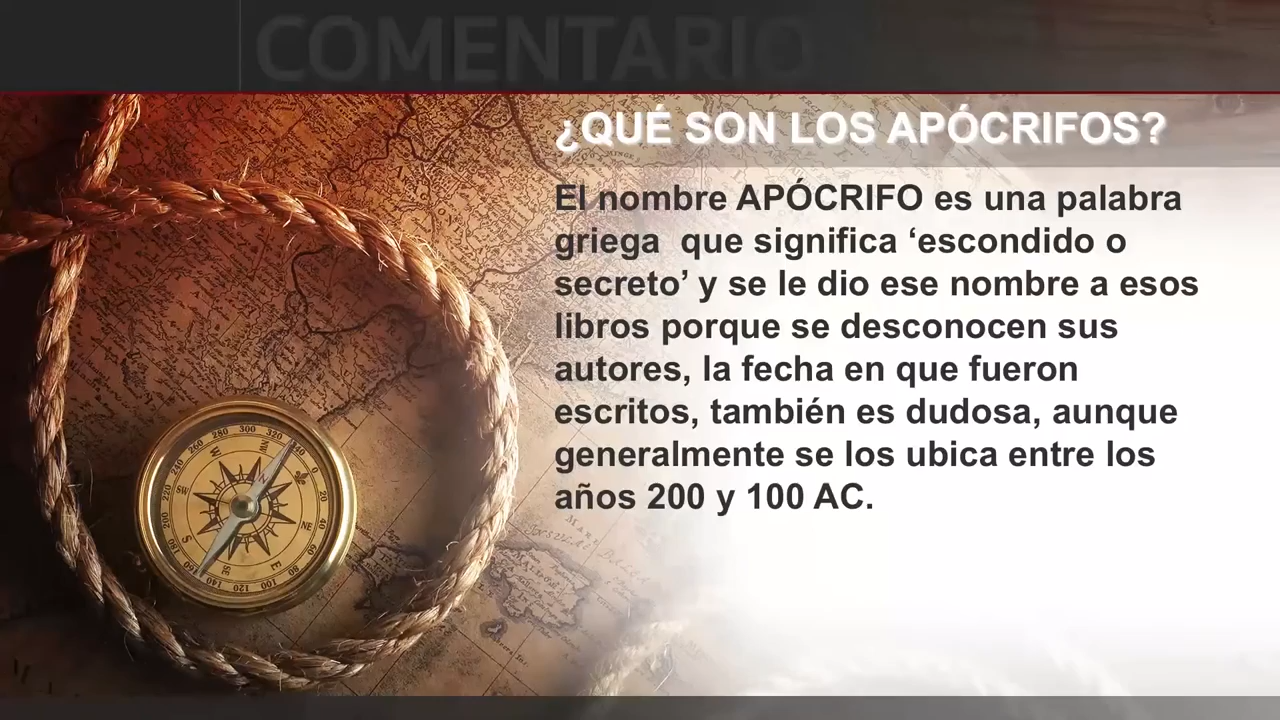 COMENTARIO
¿QUÉ SON LOS APÓCRIFOS?
El nombre APÓCRIFO es una palabra
griega que significa ‘escondido o
secreto’ y se le dio ese nombre a esos
libros porque se desconocen sus
autores, la fecha en que fueron
escritos, también es dudosa, aunque
generalmente se los ubica entre los
años 200 y 100 AC.